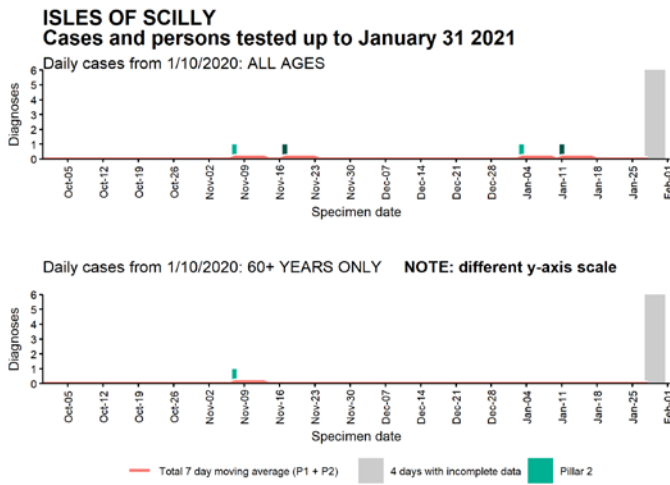 ISLES OF SCILLY
Cases and persons tested up to January 31 2021
Daily cases from 1/10/2020: ALL AGES
Diagnoses
6
5
4
3
2
1
0
Oct-05 Oct-12 Oct-19 Oct-26 Nov-02 Nov-09 Nov-16 Nov-23 Nov-30 Dec-07 Dec-14 Dec-21 Dec-28 Jan-04 Jan-11 Jan-18 Jan-25 Feb-01
Specimen date
Daily cases from 1/10/2020: 60+ YEARS ONLY NOTE: different y-axis scale
Diagnoses
6
5
4
3
2
1
0
Oct-05 Oct-12 Oct-19 Oct-26 Nov-02 Nov-09 Nov-16 Nov-23 Nov-30 Dec-07 Dec-14 Dec-21 Dec-28 Jan-04 Jan-11 Jan-18 Jan-25 Feb-01
Specimen date
Total 7 day moving average (P1 + P2) 4 days with incomplete data Pillar 2